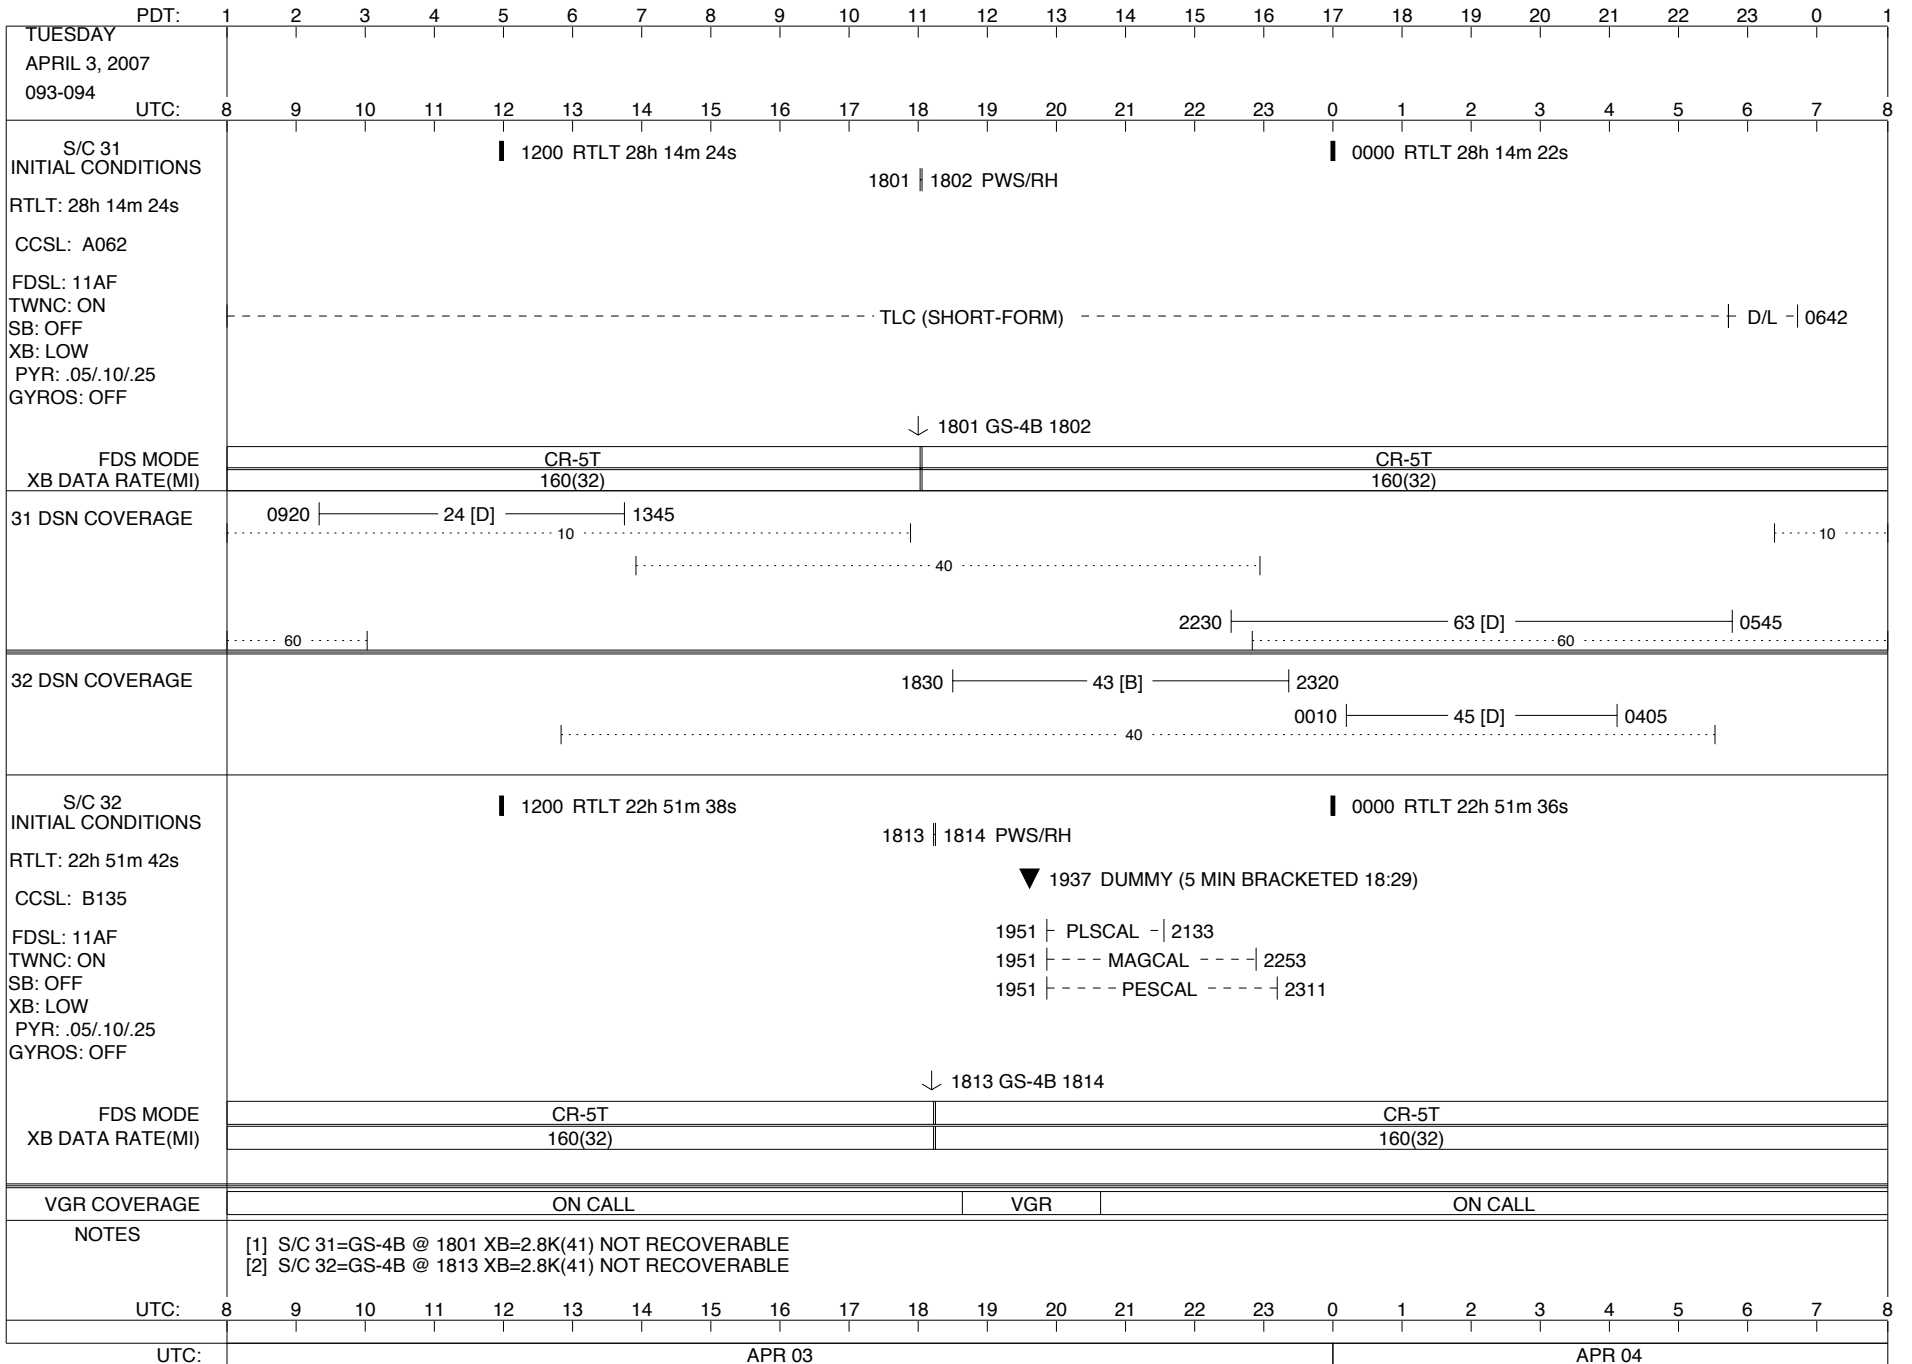 PDT: 1 2 3 4 5 6 7 8 9 10 11 12 13 14 15 16 17 18 19 20 21 22 23 0 1
TUESDAY
APRIL 3, 2007
093-094
UTC: 8 9 10 11 12 13 14 15 16 17 18 19 20 21 22 23 0 1 2 3 4 5 6 7 8
S/C 31
INITIAL CONDITIONS
1200 RTLT 28h 14m 24s
0000 RTLT 28h 14m 22s
1801 1802 PWS/RH
RTLT: 28h 14m 24s
CCSL: A062
FDSL: 11AF
TWNC: ON
SB: OFF
XB: LOW
PYR: .05/.10/.25
GYROS: OFF
TLC (SHORT-FORM) D/L 0642
1801 GS-4B 1802
FDS MODE CR-5T CR-5T
XB DATA RATE(MI) 160(32) 160(32)
31 DSN COVERAGE
0920 24 [D] 1345
10 10
40
2230 63 [D] 0545
60 60
32 DSN COVERAGE
1830 43 [B] 2320
0010 45 [D] 0405
40
S/C 32
INITIAL CONDITIONS
1200 RTLT 22h 51m 38s
0000 RTLT 22h 51m 36s
1813 1814 PWS/RH
RTLT: 22h 51m 42s
1937 DUMMY (5 MIN BRACKETED 18:29)
CCSL: B135
1951 PLSCAL 2133
1951 MAGCAL 2253
1951 PESCAL 2311
FDSL: 11AF
TWNC: ON
SB: OFF
XB: LOW
PYR: .05/.10/.25
GYROS: OFF
1813 GS-4B 1814
FDS MODE CR-5T CR-5T
XB DATA RATE(MI) 160(32) 160(32)
VGR COVERAGE ON CALL VGR ON CALL
NOTES
[1] S/C 31=GS-4B @ 1801 XB=2.8K(41) NOT RECOVERABLE
[2] S/C 32=GS-4B @ 1813 XB=2.8K(41) NOT RECOVERABLE
UTC: 8 9 10 11 12 13 14 15 16 17 18 19 20 21 22 23 0 1 2 3 4 5 6 7 8
UTC: APR 03 APR 04